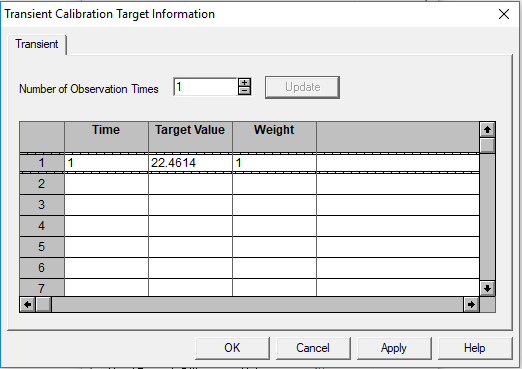 Transient Calibration Target Information
Transient
Number of Observation Times 1 Update
Time Target Value Weight
1 1 22.4614 1
2
3
4
5
6
7
OK Cancel Apply Help